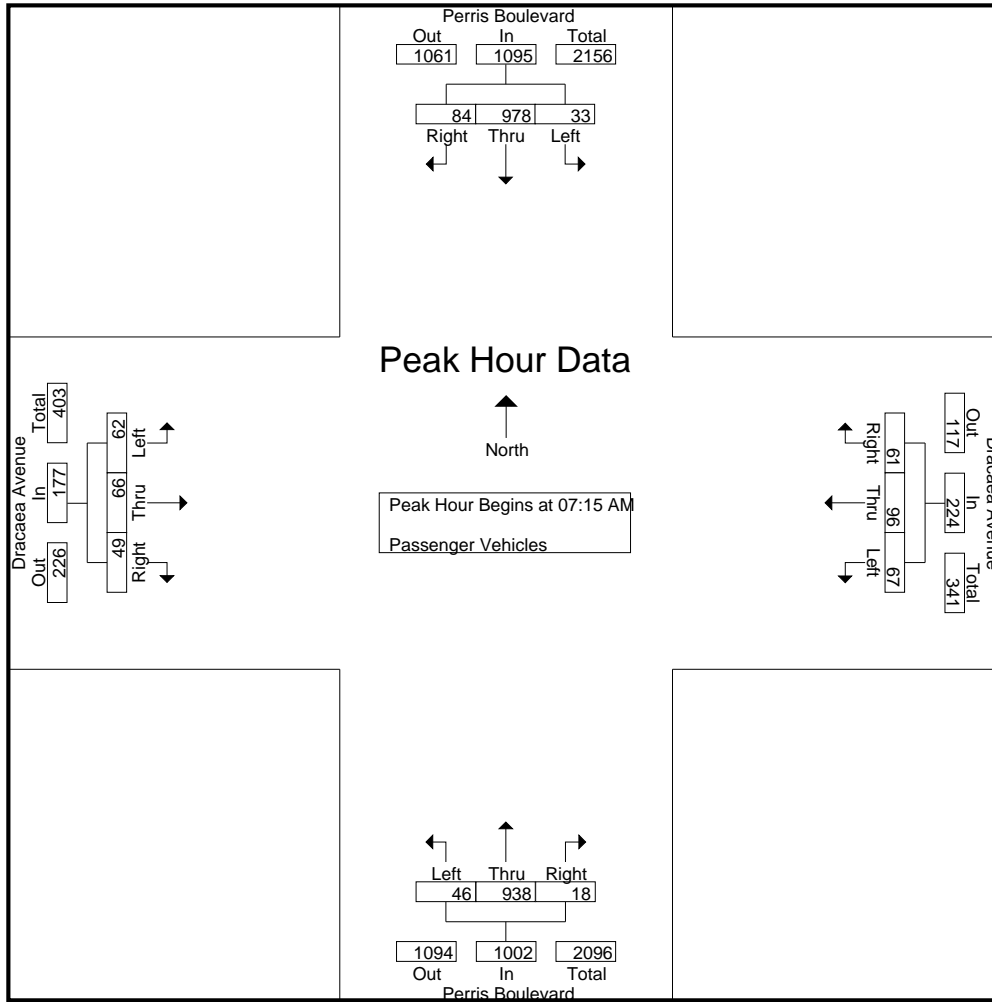 Perris Boulevard
Out In Total
1061 1095 2156
84 978 33
Right Thru Left
Peak Hour Data
North
Peak Hour Begins at 07:15 AM
Passenger Vehicles
Dracaea Avenue
Out In Total
226 177 403
49 66 62
Right Thru Left
Dracaea Avenue
Out In Total
117 224 341
61 96 67
Right Thru Left
Left Thru Right
46 938 18
1094 1002 2096
Out In Total
Perris Boulevard